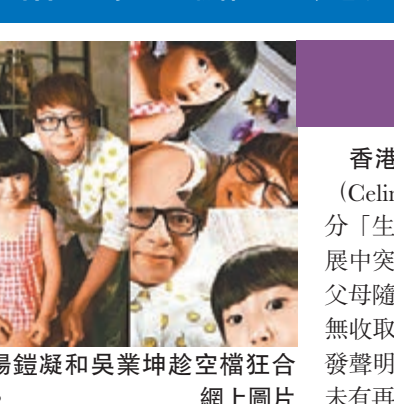 鎧凝和吳業坤趁空檔狂合
網上圖片
香港
（Celin
分「生
展中突
父母隨
無收取
發聲明
未有再